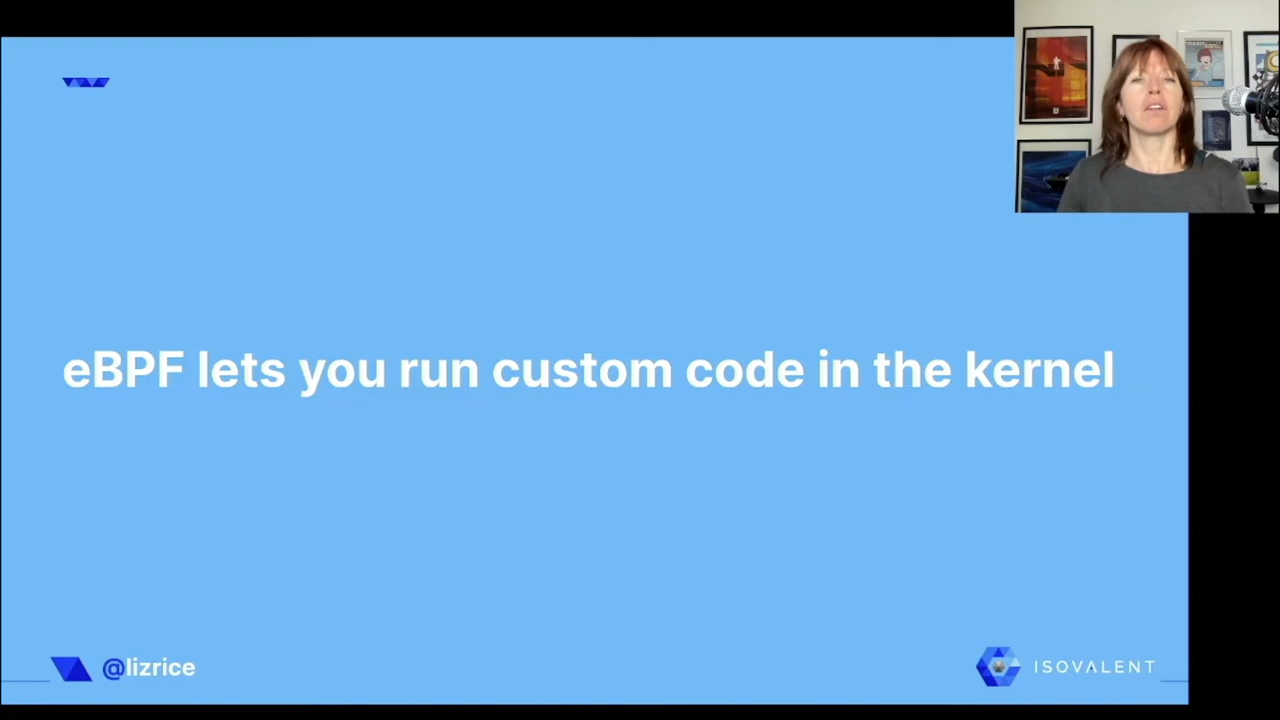 eBPF lets you run custom code in the kernel
@lizrice
ISOVALENT